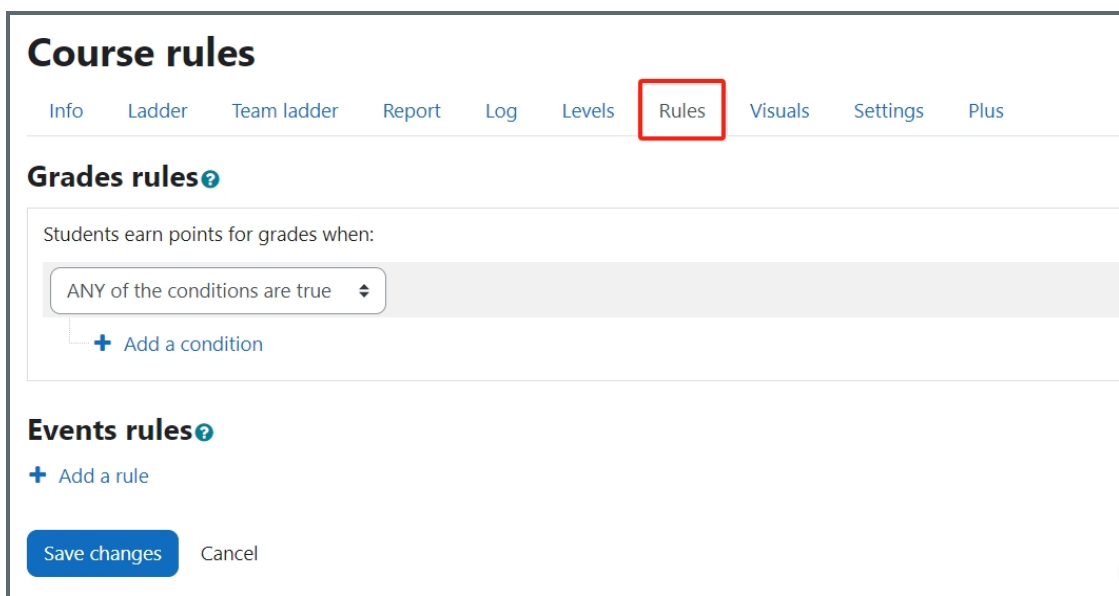 Course rules
Info Ladder Team ladder Report Log Levels Rules Visuals Settings Plus
Grades rules
Students earn points for grades when:
ANY of the conditions are true
Add a condition
Events rules
Add a rule
Save changes Cancel